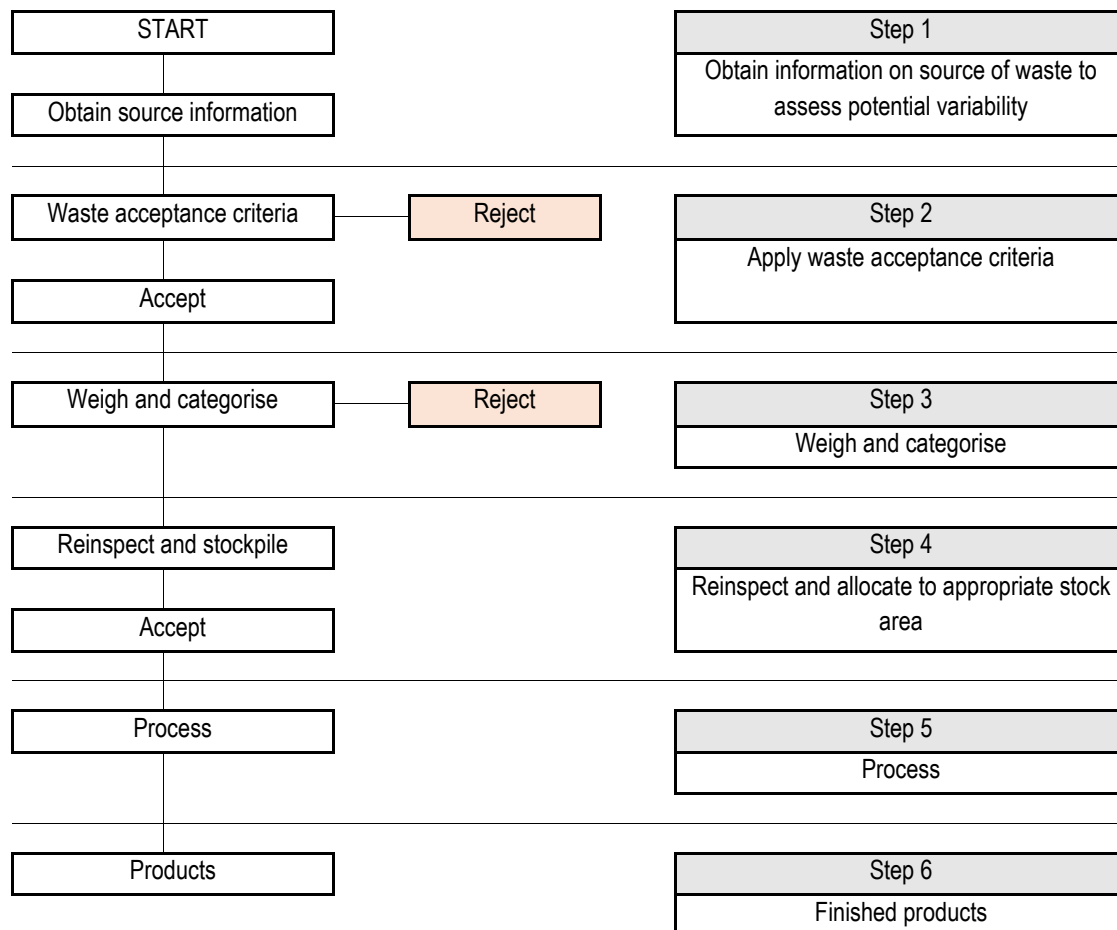 START
Step 1
Obtain source information
Obtain information on source of waste to
assess potential variability
Waste acceptance criteria
Reject
Step 2
Apply waste acceptance criteria
Accept
Weigh and categorise
Reject
Step 3
Weigh and categorise
Reinspect and stockpile
Step 4
Reinspect and allocate to appropriate stock
area
Accept
Process
Step 5
Process
Products
Step 6
Finished products